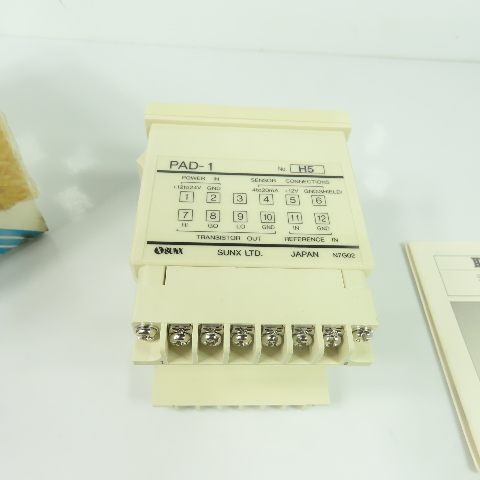 PAD-1 No. H5
POWER IN SENSOR CONNECTIONS
+12to24V GND 4to20mA -12V GND(SHIELD)
1 2 3 4 5 6
7 8 9 10 11 12
HI GO LO GND IN GND
TRANSISTOR OUT REFERENCE IN
SUNX SUNX LTD. JAPAN N7G02